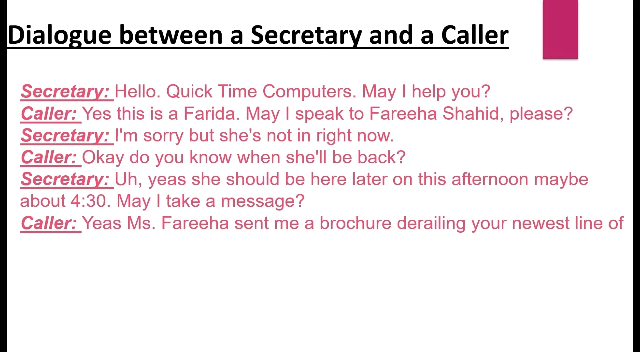 Dialogue between a Secretary and a Caller
Secretary: Hello. Quick Time Computers. May I help you?
Caller: Yes this is a Farida. May I speak to Fareeha Shahid, please?
Secretary: I'm sorry but she's not in right now.
Caller: Okay do you know when she'll be back?
Secretary: Uh, yeas she should be here later on this afternoon maybe
about 4:30. May I take a message?
Caller: Yeas Ms. Fareeha sent me a brochure derailing your newest line of